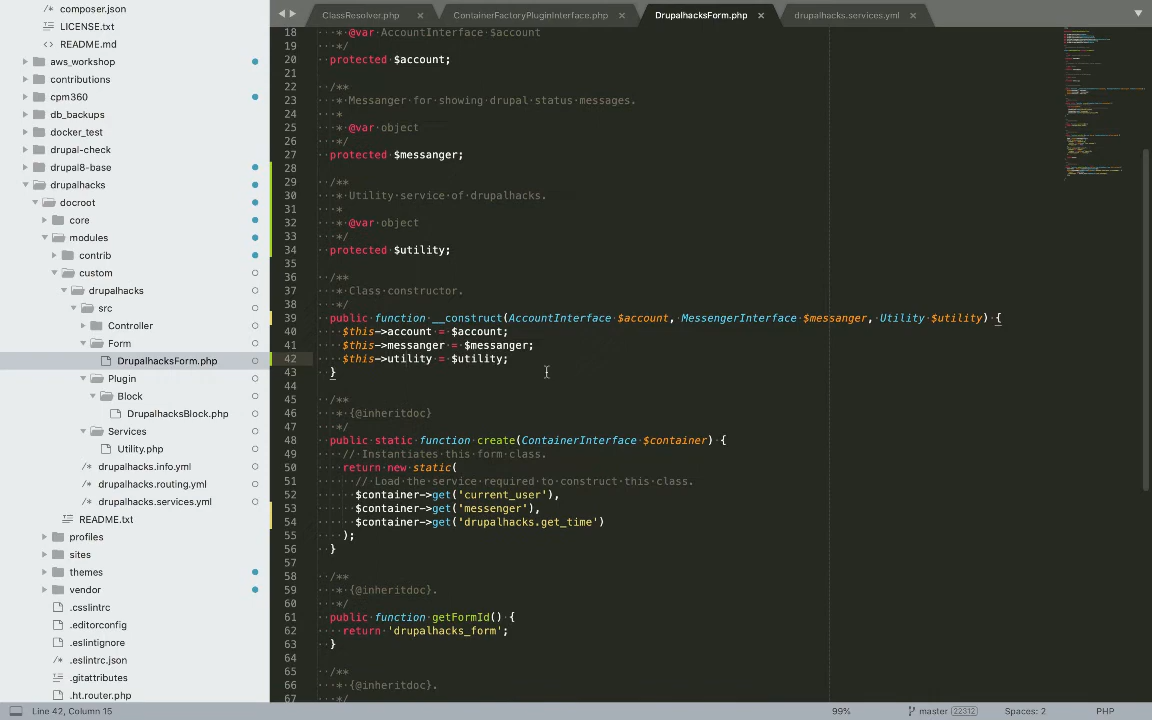 composer.json
LICENSE.txt
README.md
aws_workshop
contributions
cpm360
db_backups
docker_test
drupal-check
drupal8-base
drupalhacks
docroot
core
modules
contrib
custom
drupalhacks
src
Controller
Form
DrupalhacksForm.php
Plugin
Block
DrupalhacksBlock.php
Services
Utility.php
drupalhacks.info.yml
drupalhacks.routing.yml
drupalhacks.services.yml
README.txt
profiles
sites
themes
vendor
.csslintrc
.editorconfig
.eslintignore
.eslintrc.json
.gitattributes
.ht.router.php
ClassResolver.php × ContainerFactoryPluginInterface.php × DrupalhacksForm.php × drupalhacks.services.yml ×
18 * @var AccountInterface $account
19 */
20 protected $account;
21
22 /**
23 * Messanger for showing drupal status messages.
24 *
25 * @var object
26 */
27 protected $messanger;
28
29 /**
30 * Utility service of drupalhacks.
31 *
32 * @var object
33 */
34 protected $utility;
35
36 /**
37 * Class constructor.
38 */
39 public function __construct(AccountInterface $account, MessengerInterface $messanger, Utility $utility) {
40 $this->account = $account;
41 $this->messanger = $messanger;
42 $this->utility = $utility;
43 }
44
45 /**
46 * {@inheritdoc}
47 */
48 public static function create(ContainerInterface $container) {
49 // Instantiates this form class.
50 return new static(
51 // Load the service required to construct this class.
52 $container->get('current_user'),
53 $container->get('messenger'),
54 $container->get('drupalhacks.get_time')
55 );
56 }
57
58 /**
59 * {@inheritdoc}.
60 */
61 public function getFormId() {
62 return 'drupalhacks_form';
63 }
64
65 /**
66 * {@inheritdoc}.
67 */
Line 42, Column 15 99% master 22312 Spaces: 2 PHP